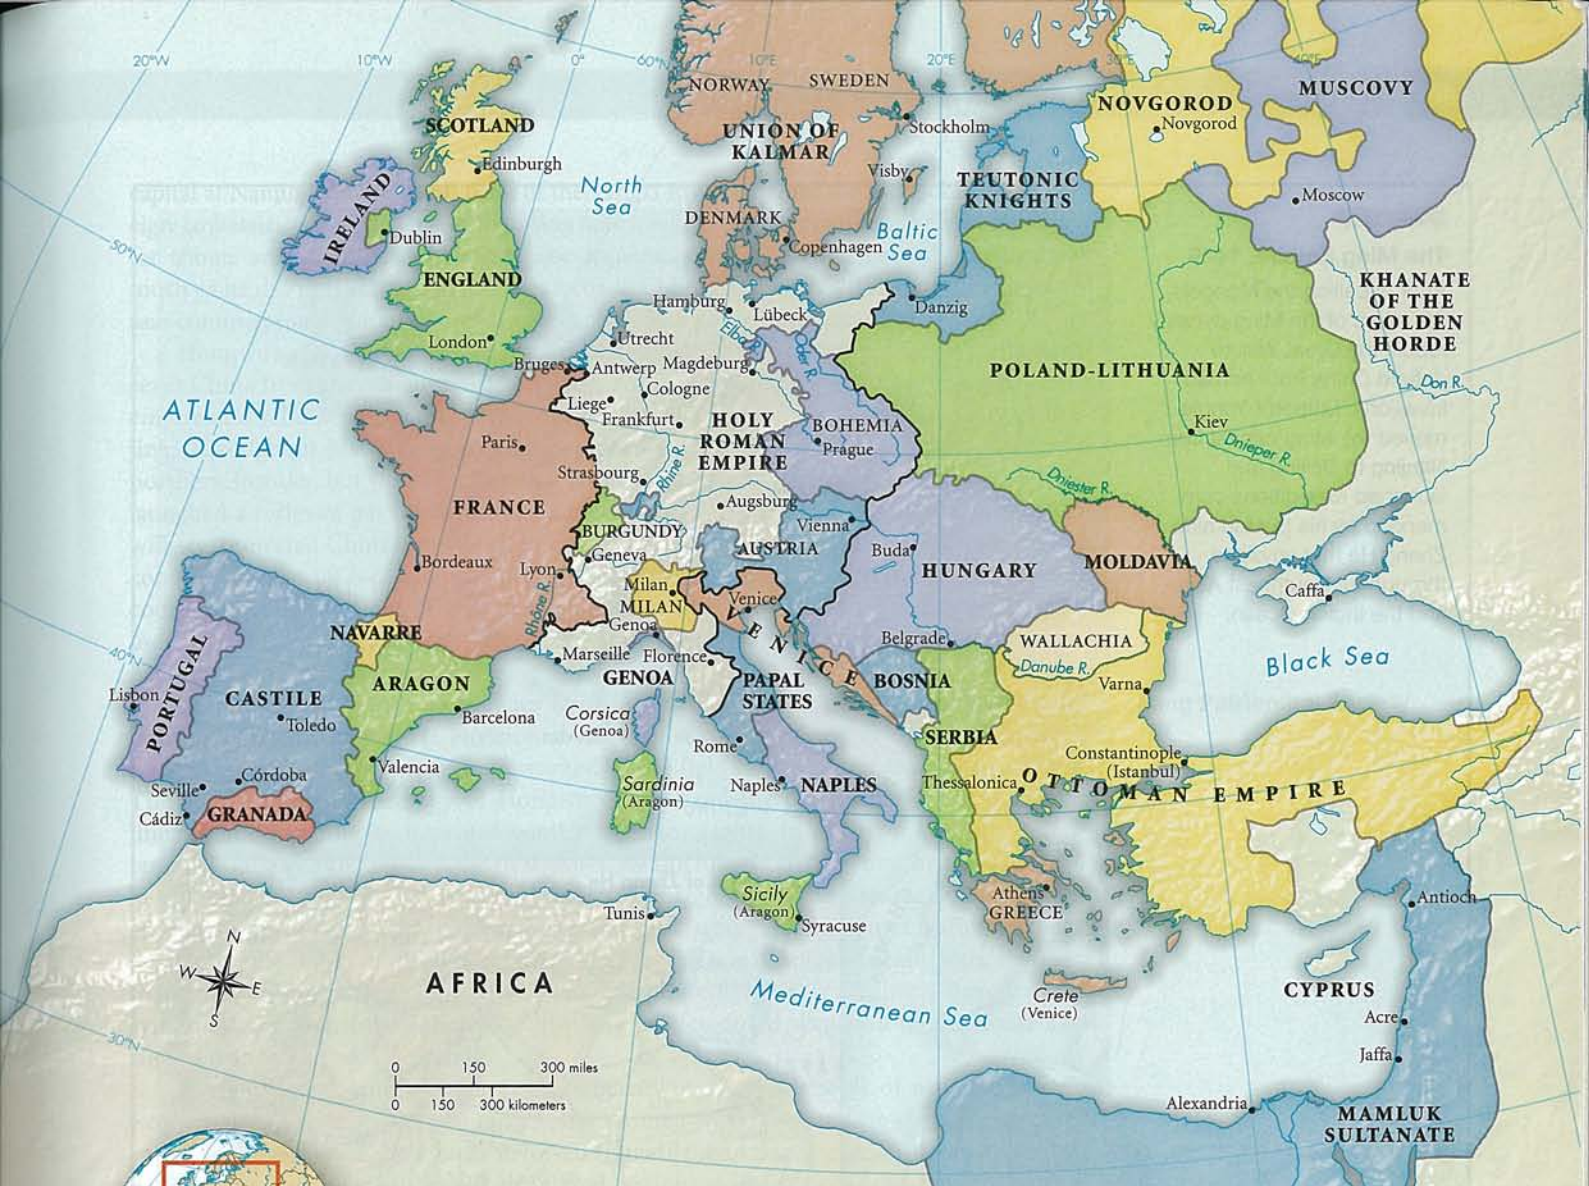 20°W
10°W
0°
60°N
10°E
20°E
30°E
40°E
NORWAY
SWEDEN
UNION OF
KALMAR
Stockholm
NOVGOROD
Novgorod
MUSCOVY
Moscow
SCOTLAND
Edinburgh
North
Sea
Visby
TEUTONIC
KNIGHTS
IRELAND
Dublin
DENMARK
Copenhagen
Baltic
Sea
50°N
ENGLAND
London
Hamburg
Lübeck
Danzig
KHANATE
OF THE
GOLDEN
HORDE
Elbe R.
Oder R.
Utrecht
Bruges
Antwerp
Magdeburg
Cologne
Liege
Frankfurt
POLAND-LITHUANIA
Don R.
ATLANTIC
OCEAN
HOLY
ROMAN
EMPIRE
BOHEMIA
Prague
Kiev
Dnieper R.
Paris
Strasbourg
Rhine R.
Dniester R.
FRANCE
Augsburg
Vienna
BURGUNDY
AUSTRIA
Buda
HUNGARY
MOLDAVIA
Geneva
Bordeaux
Lyon
Rhône R.
Milan
MILAN
Venice
VENICE
Caffa
Genoa
NAVARRE
Belgrade
WALLACHIA
Danube R.
Black Sea
40°N
Marseille
Florence
GENOA
PAPAL
STATES
BOSNIA
Varna
PORTUGAL
Lisbon
CASTILE
Toledo
ARAGON
Barcelona
Corsica
(Genoa)
Rome
SERBIA
Constantinople
(Istanbul)
Valencia
Sardinia
(Aragon)
Naples
NAPLES
Thessalonica
OTTOMAN EMPIRE
Seville
Córdoba
Cádiz
GRANADA
Sicily
(Aragon)
Syracuse
Athens
GREECE
Antioch
Tunis
N
W
E
S
AFRICA
Mediterranean Sea
Crete
(Venice)
CYPRUS
Acre
Jaffa
30°N
0 150 300 miles
0 150 300 kilometers
Alexandria
MAMLUK
SULTANATE